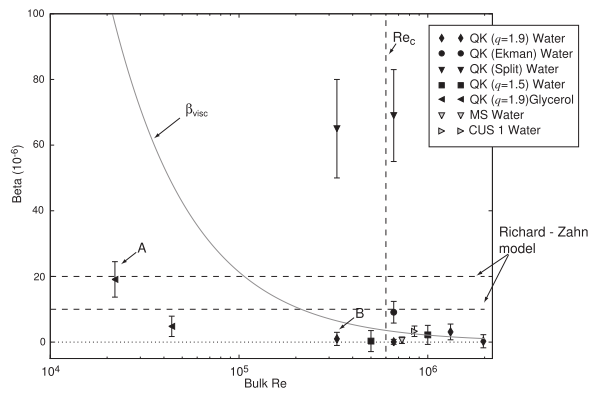 100
80
60
40
20
0
Beta (10⁻⁶)
10⁴
10⁵
10⁶
Bulk Re
β_visc
Re_c
A
B
QK (q=1.9) Water
QK (Ekman) Water
QK (Split) Water
QK (q=1.5) Water
QK (q=1.9)Glycerol
MS Water
CUS 1 Water
Richard - Zahn
model